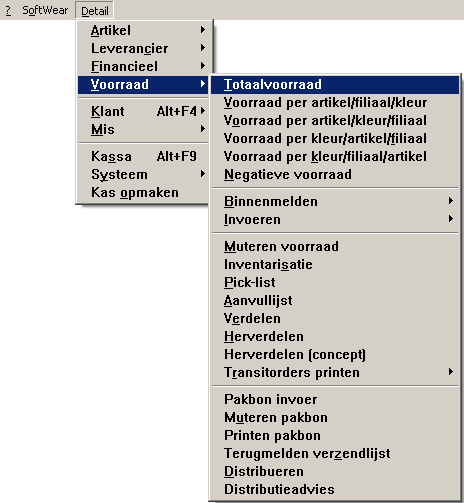 ? SoftWear Detail
Artikel
Leverancier
Financieel
Voorraad
Klant Alt+F4
Mis
Kassa Alt+F9
Systeem
Kas opmaken
Totaalvoorraad
Voorraad per artikel/filiaal/kleur
Voorraad per artikel/kleur/filiaal
Voorraad per kleur/artikel/filiaal
Voorraad per kleur/filiaal/artikel
Negatieve voorraad
Binnenmelden
Invoeren
Muteren voorraad
Inventarisatie
Pick-list
Aanvullijst
Verdelen
Herverdelen
Herverdelen (concept)
Transitorders printen
Pakbon invoer
Muteren pakbon
Printen pakbon
Terugmelden verzendlijst
Distribueren
Distributieadvies